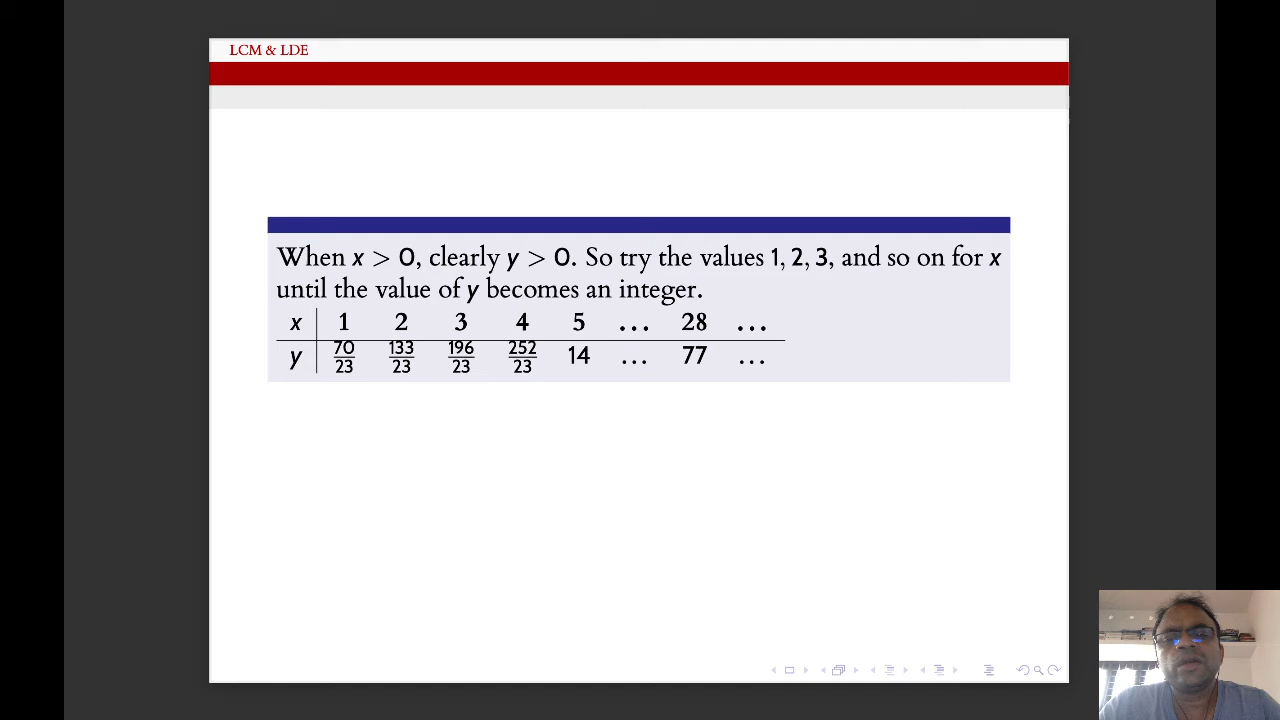 LCM & LDE
When x > 0, clearly y > 0. So try the values 1, 2, 3, and so on for x
until the value of y becomes an integer.
x 1 2 3 4 5 ... 28 ...
y 70/23 133/23 196/23 252/23 14 ... 77 ...